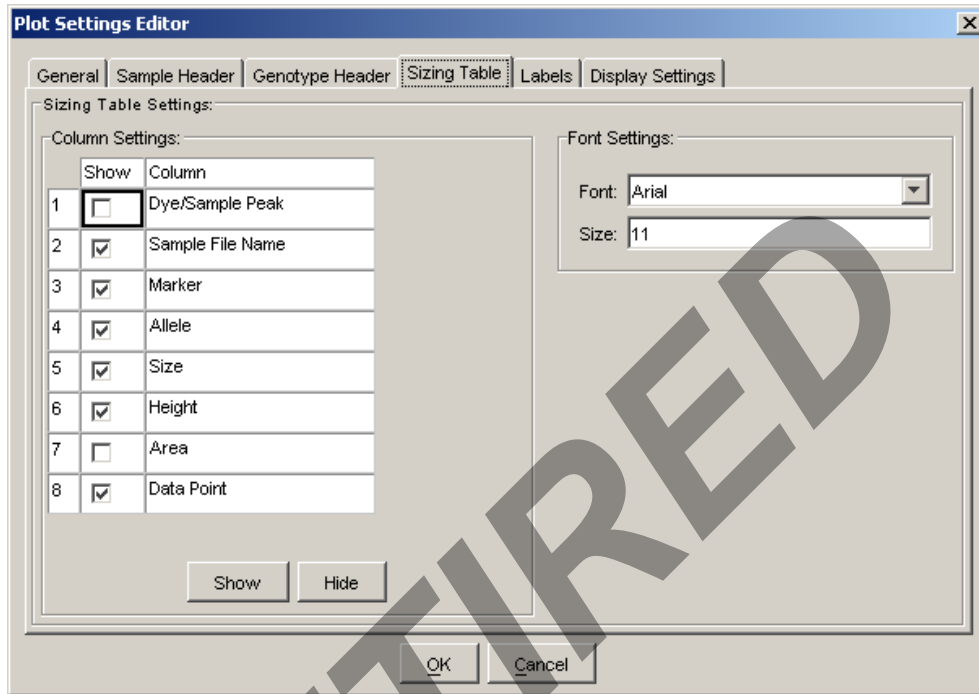 Plot Settings Editor
General Sample Header Genotype Header Sizing Table Labels Display Settings
Sizing Table Settings:
Column Settings:
Show Column
1 Dye/Sample Peak
2 Sample File Name
3 Marker
4 Allele
5 Size
6 Height
7 Area
8 Data Point
Show Hide
Font Settings:
Font: Arial
Size: 11
OK Cancel
TIRED